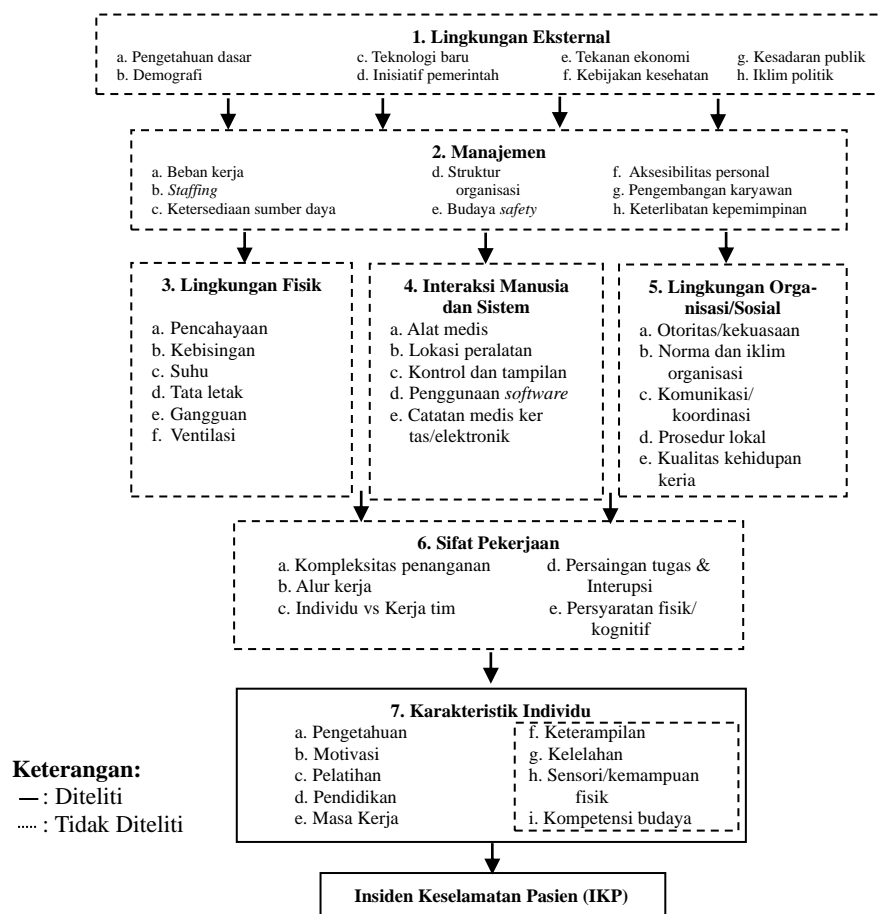 1. Lingkungan Eksternal
a. Pengetahuan dasar
b. Demografi
c. Teknologi baru
d. Inisiatif pemerintah
e. Tekanan ekonomi
f. Kebijakan kesehatan
g. Kesadaran publik
h. Iklim politik
2. Manajemen
a. Beban kerja
b. Staffing
c. Ketersediaan sumber daya
d. Struktur
organisasi
e. Budaya safety
f. Aksesibilitas personal
g. Pengembangan karyawan
h. Keterlibatan kepemimpinan
3. Lingkungan Fisik
a. Pencahayaan
b. Kebisingan
c. Suhu
d. Tata letak
e. Gangguan
f. Ventilasi
4. Interaksi Manusia
dan Sistem
a. Alat medis
b. Lokasi peralatan
c. Kontrol dan tampilan
d. Penggunaan software
e. Catatan medis ker
tas/elektronik
5. Lingkungan Orga-
nisasi/Sosial
a. Otoritas/kekuasaan
b. Norma dan iklim
organisasi
c. Komunikasi/
koordinasi
d. Prosedur lokal
e. Kualitas kehidupan
kerja
6. Sifat Pekerjaan
a. Kompleksitas penanganan
b. Alur kerja
c. Individu vs Kerja tim
d. Persaingan tugas &
Interupsi
e. Persyaratan fisik/
kognitif
7. Karakteristik Individu
a. Pengetahuan
b. Motivasi
c. Pelatihan
d. Pendidikan
e. Masa Kerja
f. Keterampilan
g. Kelelahan
h. Sensori/kemampuan
fisik
i. Kompetensi budaya
Keterangan:
: Diteliti
: Tidak Diteliti
Insiden Keselamatan Pasien (IKP)